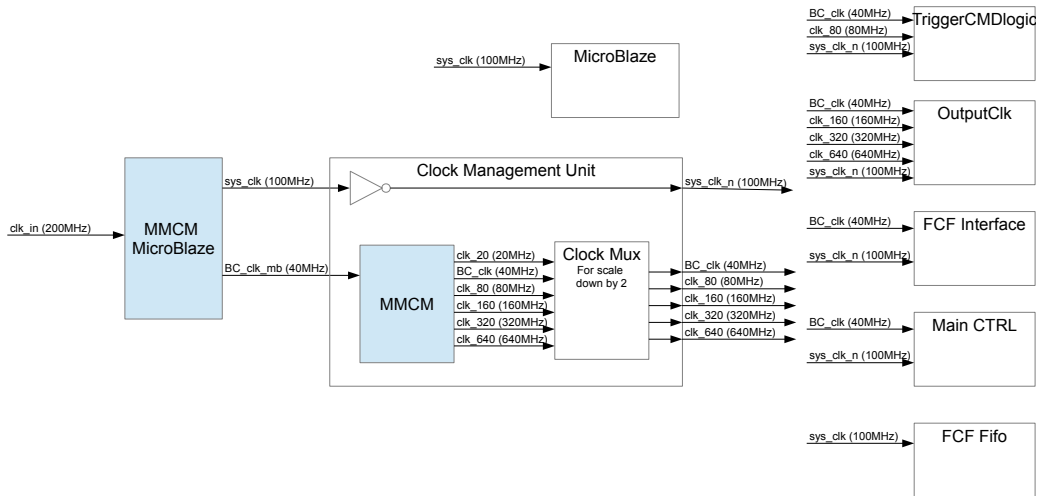 BC_clk (40MHz)
clk_80 (80MHz)
sys_clk_n (100MHz)
TriggerCMDlogic
sys_clk (100MHz)
MicroBlaze
BC_clk (40MHz)
clk_160 (160MHz)
clk_320 (320MHz)
clk_640 (640MHz)
sys_clk_n (100MHz)
OutputClk
clk_in (200MHz)
MMCM
MicroBlaze
sys_clk (100MHz)
BC_clk_mb (40MHz)
Clock Management Unit
sys_clk_n (100MHz)
MMCM
clk_20 (20MHz)
BC_clk (40MHz)
clk_80 (80MHz)
clk_160 (160MHz)
clk_320 (320MHz)
clk_640 (640MHz)
Clock Mux
For scale
down by 2
BC_clk (40MHz)
clk_80 (80MHz)
clk_160 (160MHz)
clk_320 (320MHz)
clk_640 (640MHz)
BC_clk (40MHz)
sys_clk_n (100MHz)
FCF Interface
BC_clk (40MHz)
sys_clk_n (100MHz)
Main CTRL
sys_clk (100MHz)
FCF Fifo